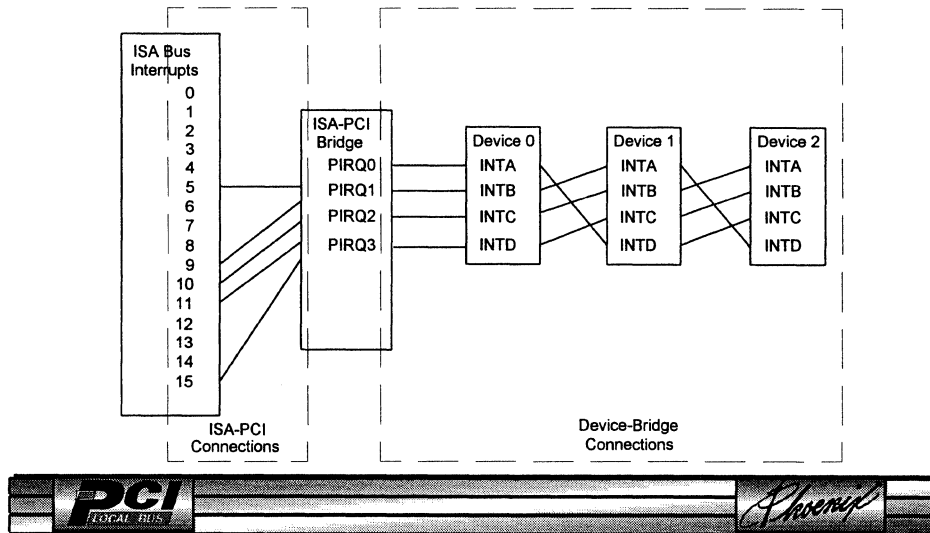 ISA Bus
Interrupts
0
1
2
3
4
5
6
7
8
9
10
11
12
13
14
15
ISA-PCI
Bridge
PIRQ0
PIRQ1
PIRQ2
PIRQ3
Device 0
INTA
INTB
INTC
INTD
Device 1
INTA
INTB
INTC
INTD
Device 2
INTA
INTB
INTC
INTD
ISA-PCI
Connections
Device-Bridge
Connections
PCI
LOCAL BUS
Phoenix